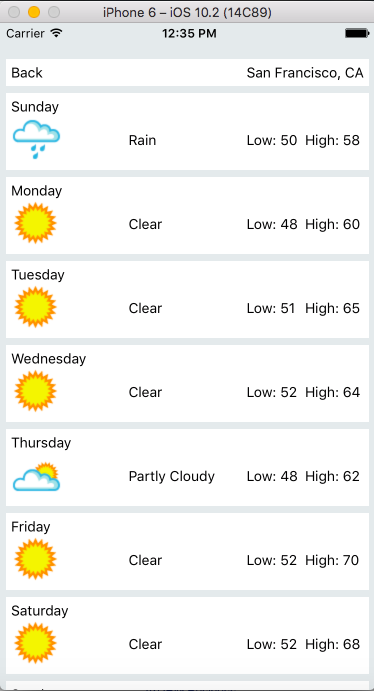 iPhone 6 – iOS 10.2 (14C89)
Carrier 12:35 PM
Back San Francisco, CA
Sunday
Rain Low: 50 High: 58
Monday
Clear Low: 48 High: 60
Tuesday
Clear Low: 51 High: 65
Wednesday
Clear Low: 52 High: 64
Thursday
Partly Cloudy Low: 48 High: 62
Friday
Clear Low: 52 High: 70
Saturday
Clear Low: 52 High: 68